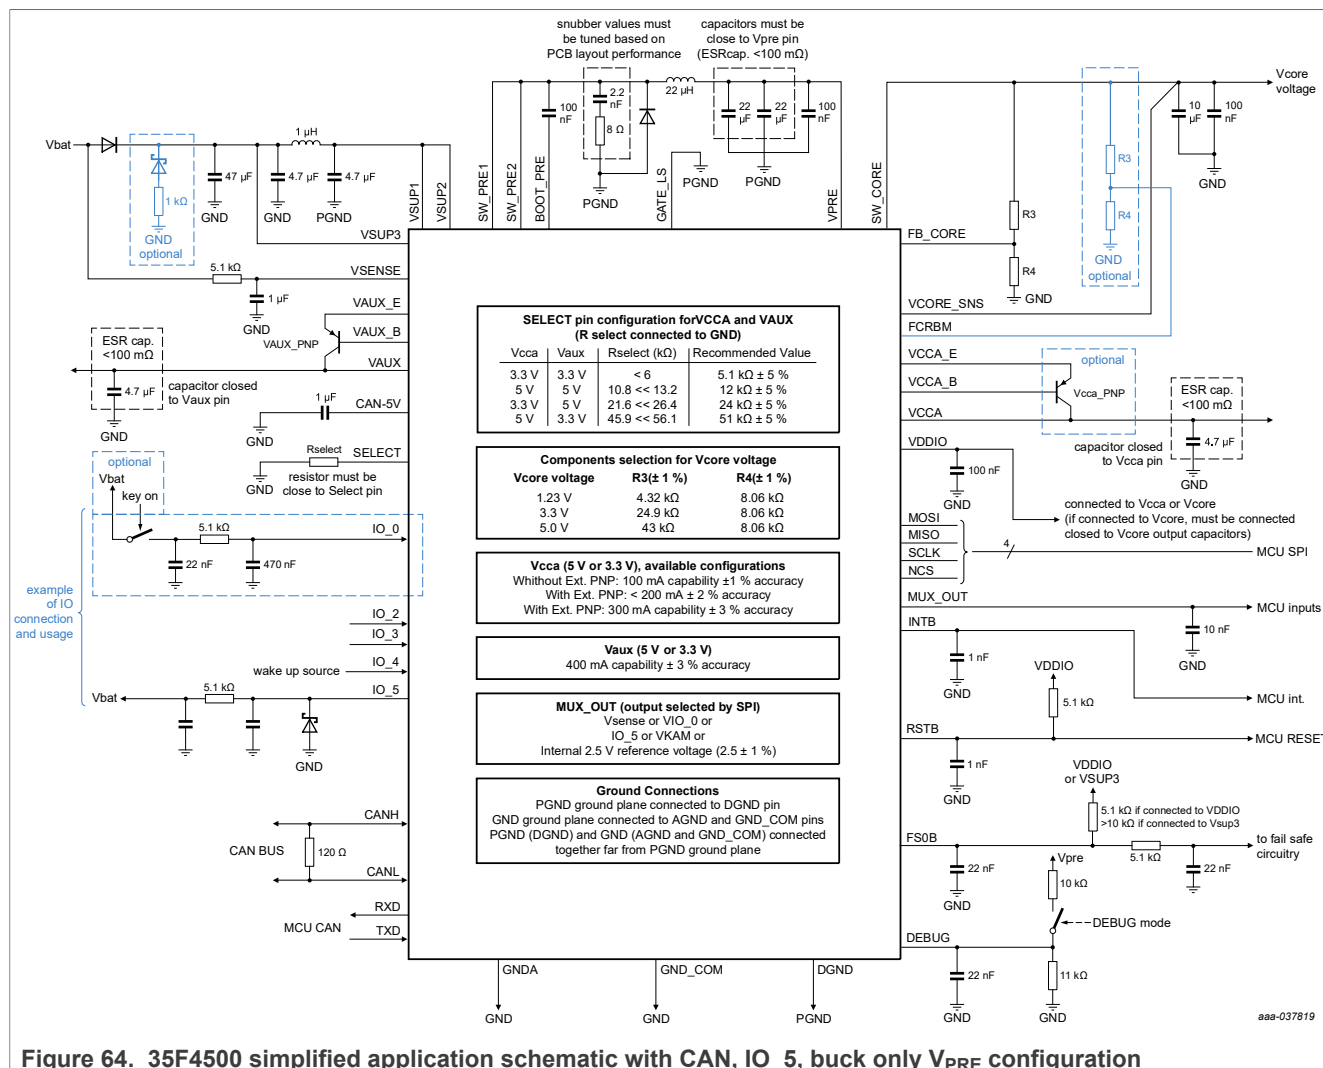 snubber values must
be tuned based on
PCB layout performance
capacitors must be
close to Vpre pin
(ESRcap. <100 mΩ)
Vcore
voltage
2.2
nF
22 µH
100
nF
8 Ω
22
µF
22
µF
100
nF
10
µF
100
nF
Vbat
1 µH
47 µF
4.7 µF
4.7 µF
1 kΩ
GND
GND
PGND
GND
optional
PGND
PGND
PGND
GND
R3
R4
GND
optional
R3
R4
GND
VSUP1
VSUP2
SW_PRE1
SW_PRE2
BOOT_PRE
GATE_LS
VPRE
SW_CORE
VSUP3
FB_CORE
5.1 kΩ
VSENSE
1 µF
GND
VAUX_E
VAUX_PNP
VAUX_B
VAUX
VCORE_SNS
FCRBM
VCCA_E
optional
VCCA_B
Vcca_PNP
VCCA
ESR cap.
<100 mΩ
4.7 µF
GND
capacitor closed
to Vaux pin
ESR cap.
<100 mΩ
4.7 µF
GND
capacitor closed
to Vcca pin
SELECT pin configuration forVCCA and VAUX
(R select connected to GND)
Vcca Vaux Rselect (kΩ) Recommended Value
3.3 V 3.3 V < 6 5.1 kΩ ± 5 %
5 V 5 V 10.8 << 13.2 12 kΩ ± 5 %
3.3 V 5 V 21.6 << 26.4 24 kΩ ± 5 %
5 V 3.3 V 45.9 << 56.1 51 kΩ ± 5 %
1 µF
CAN-5V
GND
Rselect
SELECT
GND
resistor must be
close to Select pin
VDDIO
100 nF
GND
connected to Vcca or Vcore
(if connected to Vcore, must be connected
closed to Vcore output capacitors)
Components selection for Vcore voltage
Vcore voltage R3(± 1 %) R4(± 1 %)
1.23 V 4.32 kΩ 8.06 kΩ
3.3 V 24.9 kΩ 8.06 kΩ
5.0 V 43 kΩ 8.06 kΩ
optional
Vbat
key on
5.1 kΩ
IO_0
22 nF
470 nF
MOSI
MISO
SCLK
NCS
4
MCU SPI
Vcca (5 V or 3.3 V), available configurations
Whithout Ext. PNP: 100 mA capability ±1 % accuracy
With Ext. PNP: < 200 mA ± 2 % accuracy
With Ext. PNP: 300 mA capability ± 3 % accuracy
example
of IO
connection
and usage
MUX_OUT
MCU inputs
10 nF
GND
IO_2
IO_3
wake up source
IO_4
INTB
1 nF
GND
MCU int.
Vaux (5 V or 3.3 V)
400 mA capability ± 3 % accuracy
Vbat
5.1 kΩ
IO_5
GND
VDDIO
5.1 kΩ
RSTB
MCU RESET
1 nF
GND
MUX_OUT (output selected by SPI)
Vsense or VIO_0 or
IO_5 or VKAM or
Internal 2.5 V reference voltage (2.5 ± 1 %)
Ground Connections
PGND ground plane connected to DGND pin
GND ground plane connected to AGND and GND_COM pins
PGND (DGND) and GND (AGND and GND_COM) connected
together far from PGND ground plane
CANH
CAN BUS
120 Ω
CANL
RXD
MCU CAN
TXD
VDDIO
or VSUP3
5.1 kΩ if connected to VDDIO
>10 kΩ if connected to Vsup3
FS0B
5.1 kΩ
to fail safe
circuitry
22 nF
GND
22 nF
GND
Vpre
10 kΩ
DEBUG mode
DEBUG
22 nF
11 kΩ
GND
GND
GNDA
GND_COM
DGND
GND
GND
PGND
aaa-037819
Figure 64. 35F4500 simplified application schematic with CAN, IO_5, buck only VPRE configuration